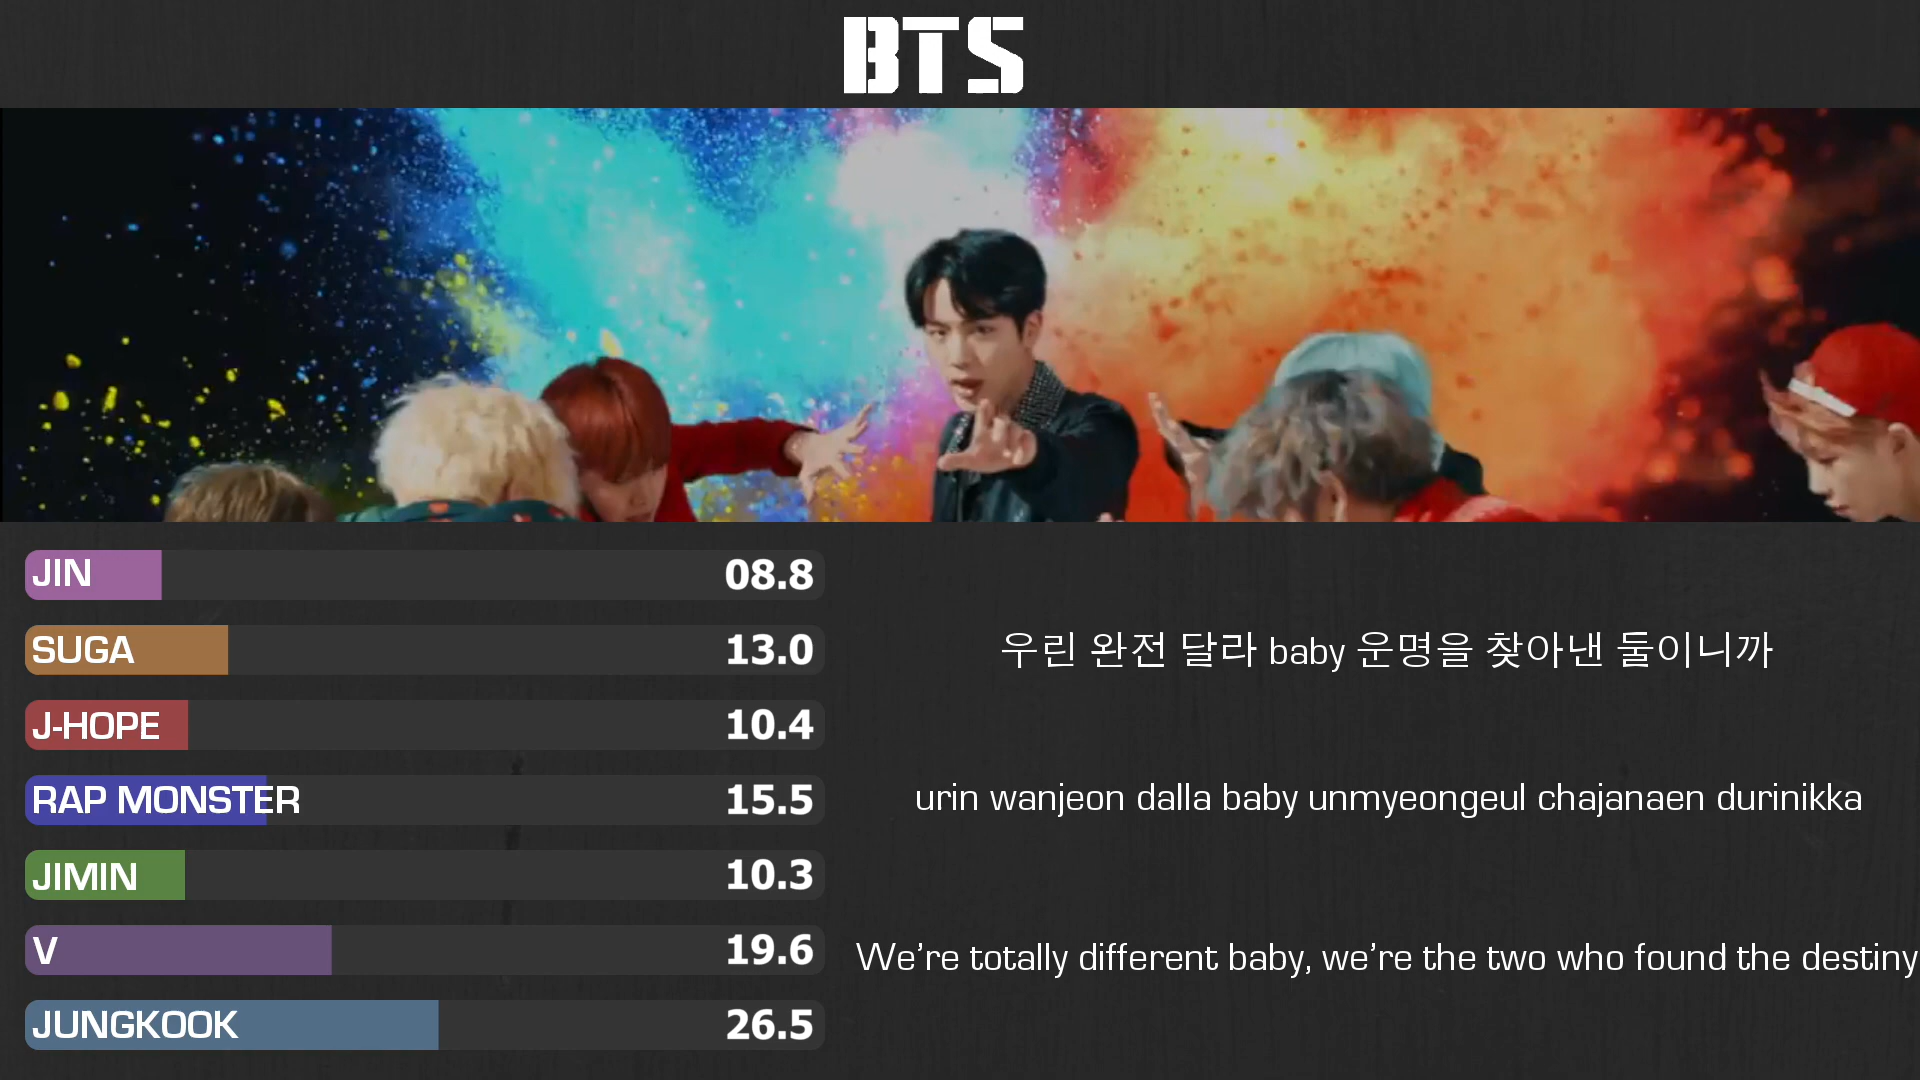 BTS
JIN 08.8
SUGA 13.0
J-HOPE 10.4
RAP MONSTER 15.5
JIMIN 10.3
V 19.6
JUNGKOOK 26.5
우린 완전 달라 baby 운명을 찾아낸 둘이니까
urin wanjeon dalla baby unmyeongeul chajanaen durinikka
We’re totally different baby, we’re the two who found the destiny